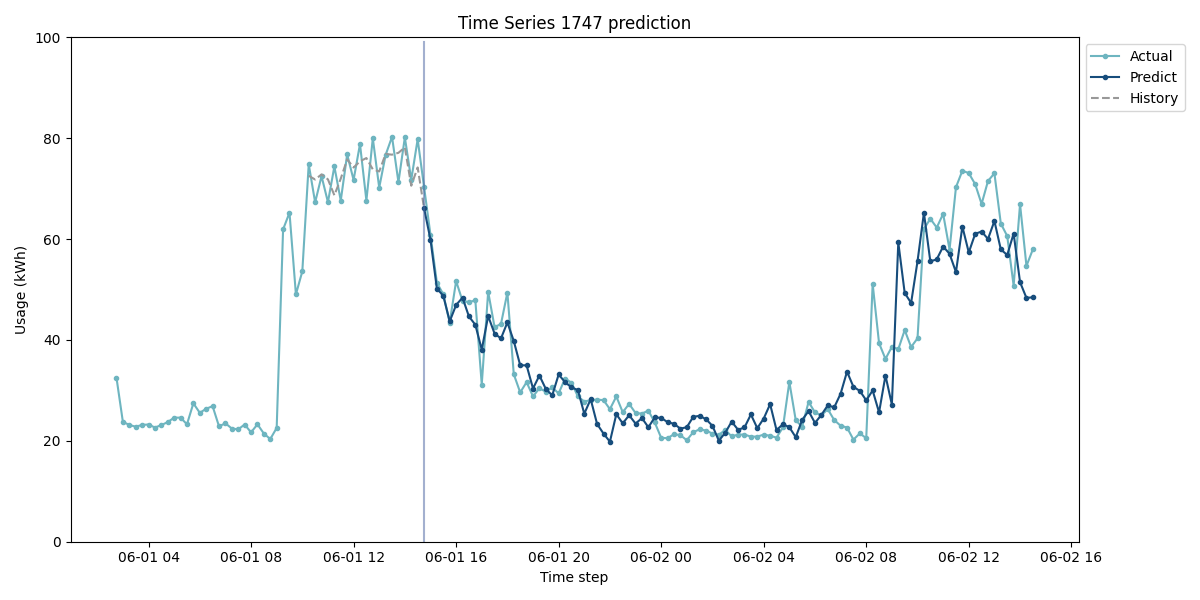 Time Series 1747 prediction
100
80
60
40
20
0
Usage (kWh)
06-01 04
06-01 08
06-01 12
06-01 16
06-01 20
06-02 00
06-02 04
06-02 08
06-02 12
06-02 16
Time step
Actual
Predict
History